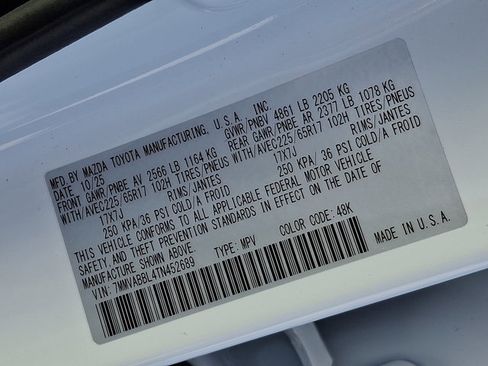 MFD BY MAZDA TOYOTA MANUFACTURING, U.S.A. INC.
DATE 10/25 GVWR/PNBV 4861 LB 2205 KG
FRONT GAWR/PNBE AV 2566 LB 1164 KG REAR GAWR/PNBE AR 2377 LB 1078 KG
WITH/AVEC225/65R17 102H TIRES/PNEUS WITH/AVEC225/65R17 102H TIRES/PNEUS
17X7J RIMS/JANTES 17X7J RIMS/JANTES
250 KPA/36 PSI COLD/A FROID 250 KPA/36 PSI COLD/A FROID
THIS VEHICLE CONFORMS TO ALL APPLICABLE FEDERAL MOTOR VEHICLE
SAFETY AND THEFT PREVENTION STANDARDS IN EFFECT ON THE DATE OF
MANUFACTURE SHOWN ABOVE.
VIN: 7MMVABBL4TN452689 TYPE: MPV COLOR CODE: 48K
MADE IN U.S.A.